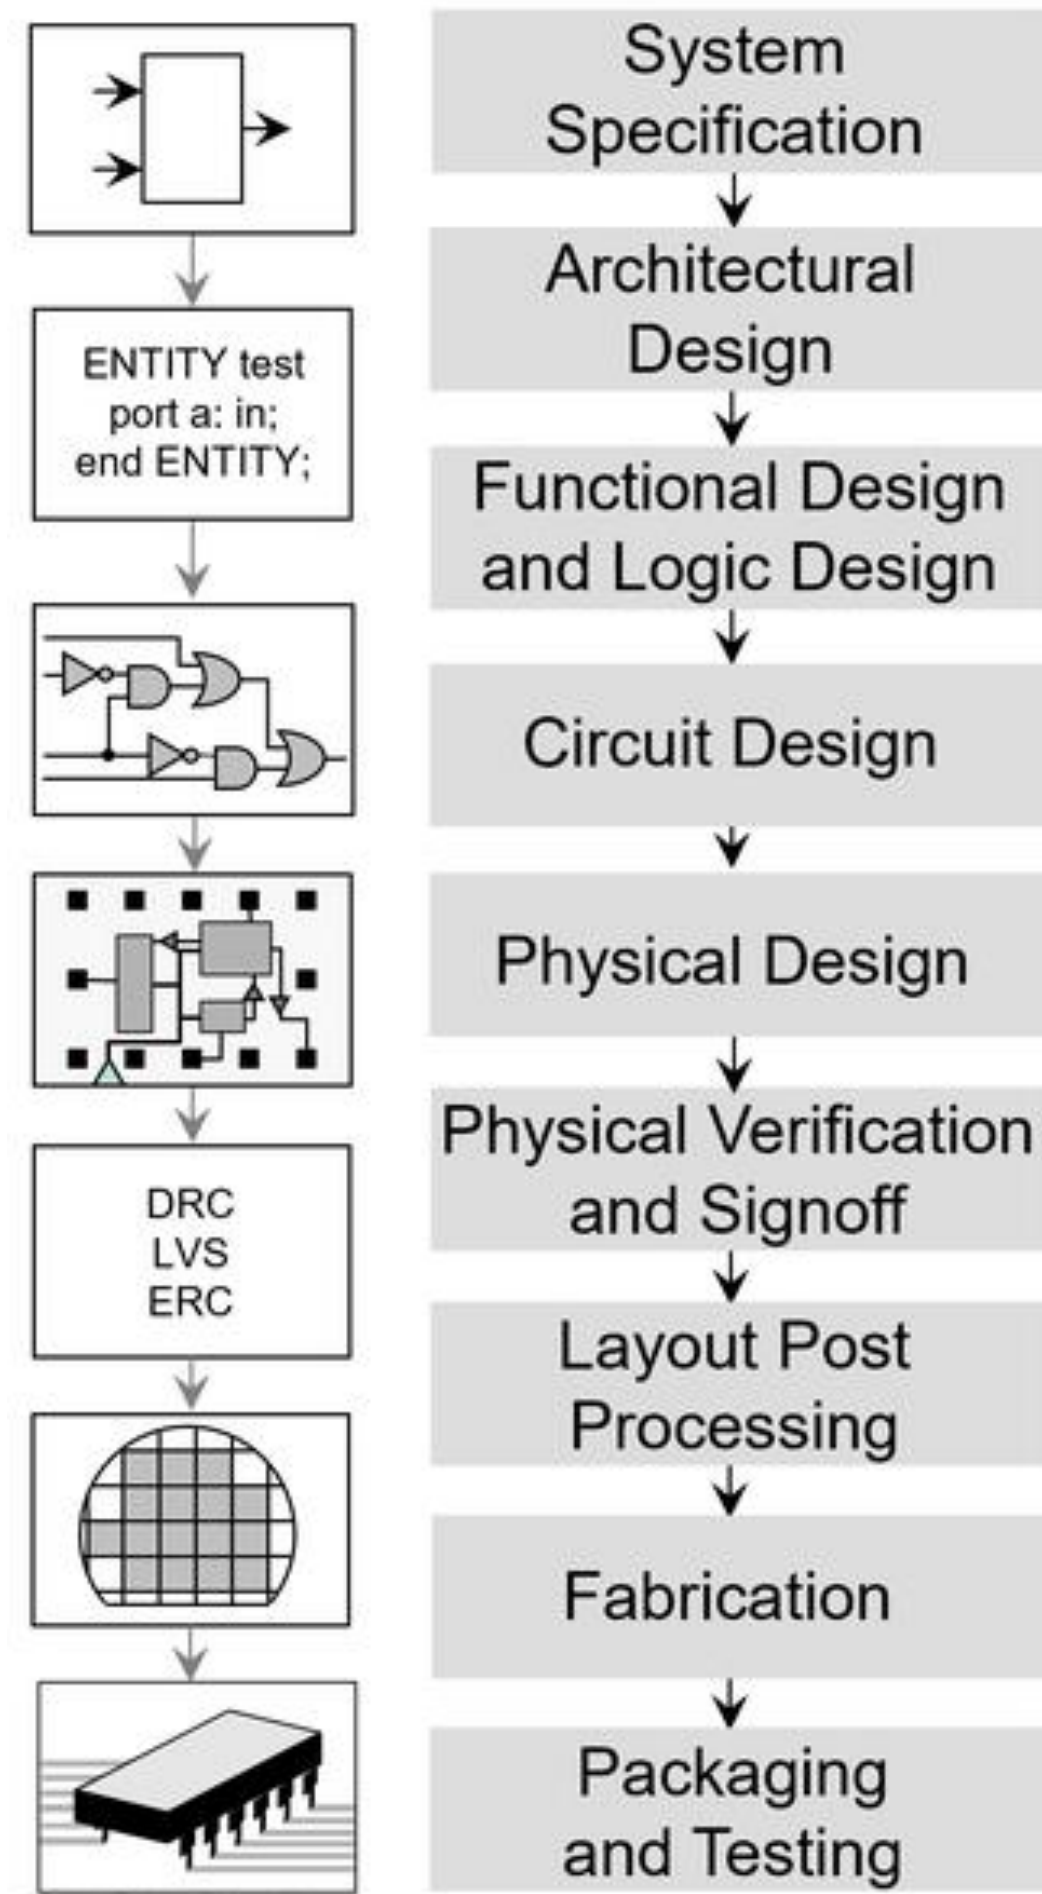 System
Specification
Architectural
Design
ENTITY test
port a: in;
end ENTITY;
Functional Design
and Logic Design
Circuit Design
Physical Design
DRC
LVS
ERC
Physical Verification
and Signoff
Layout Post
Processing
Fabrication
Packaging
and Testing